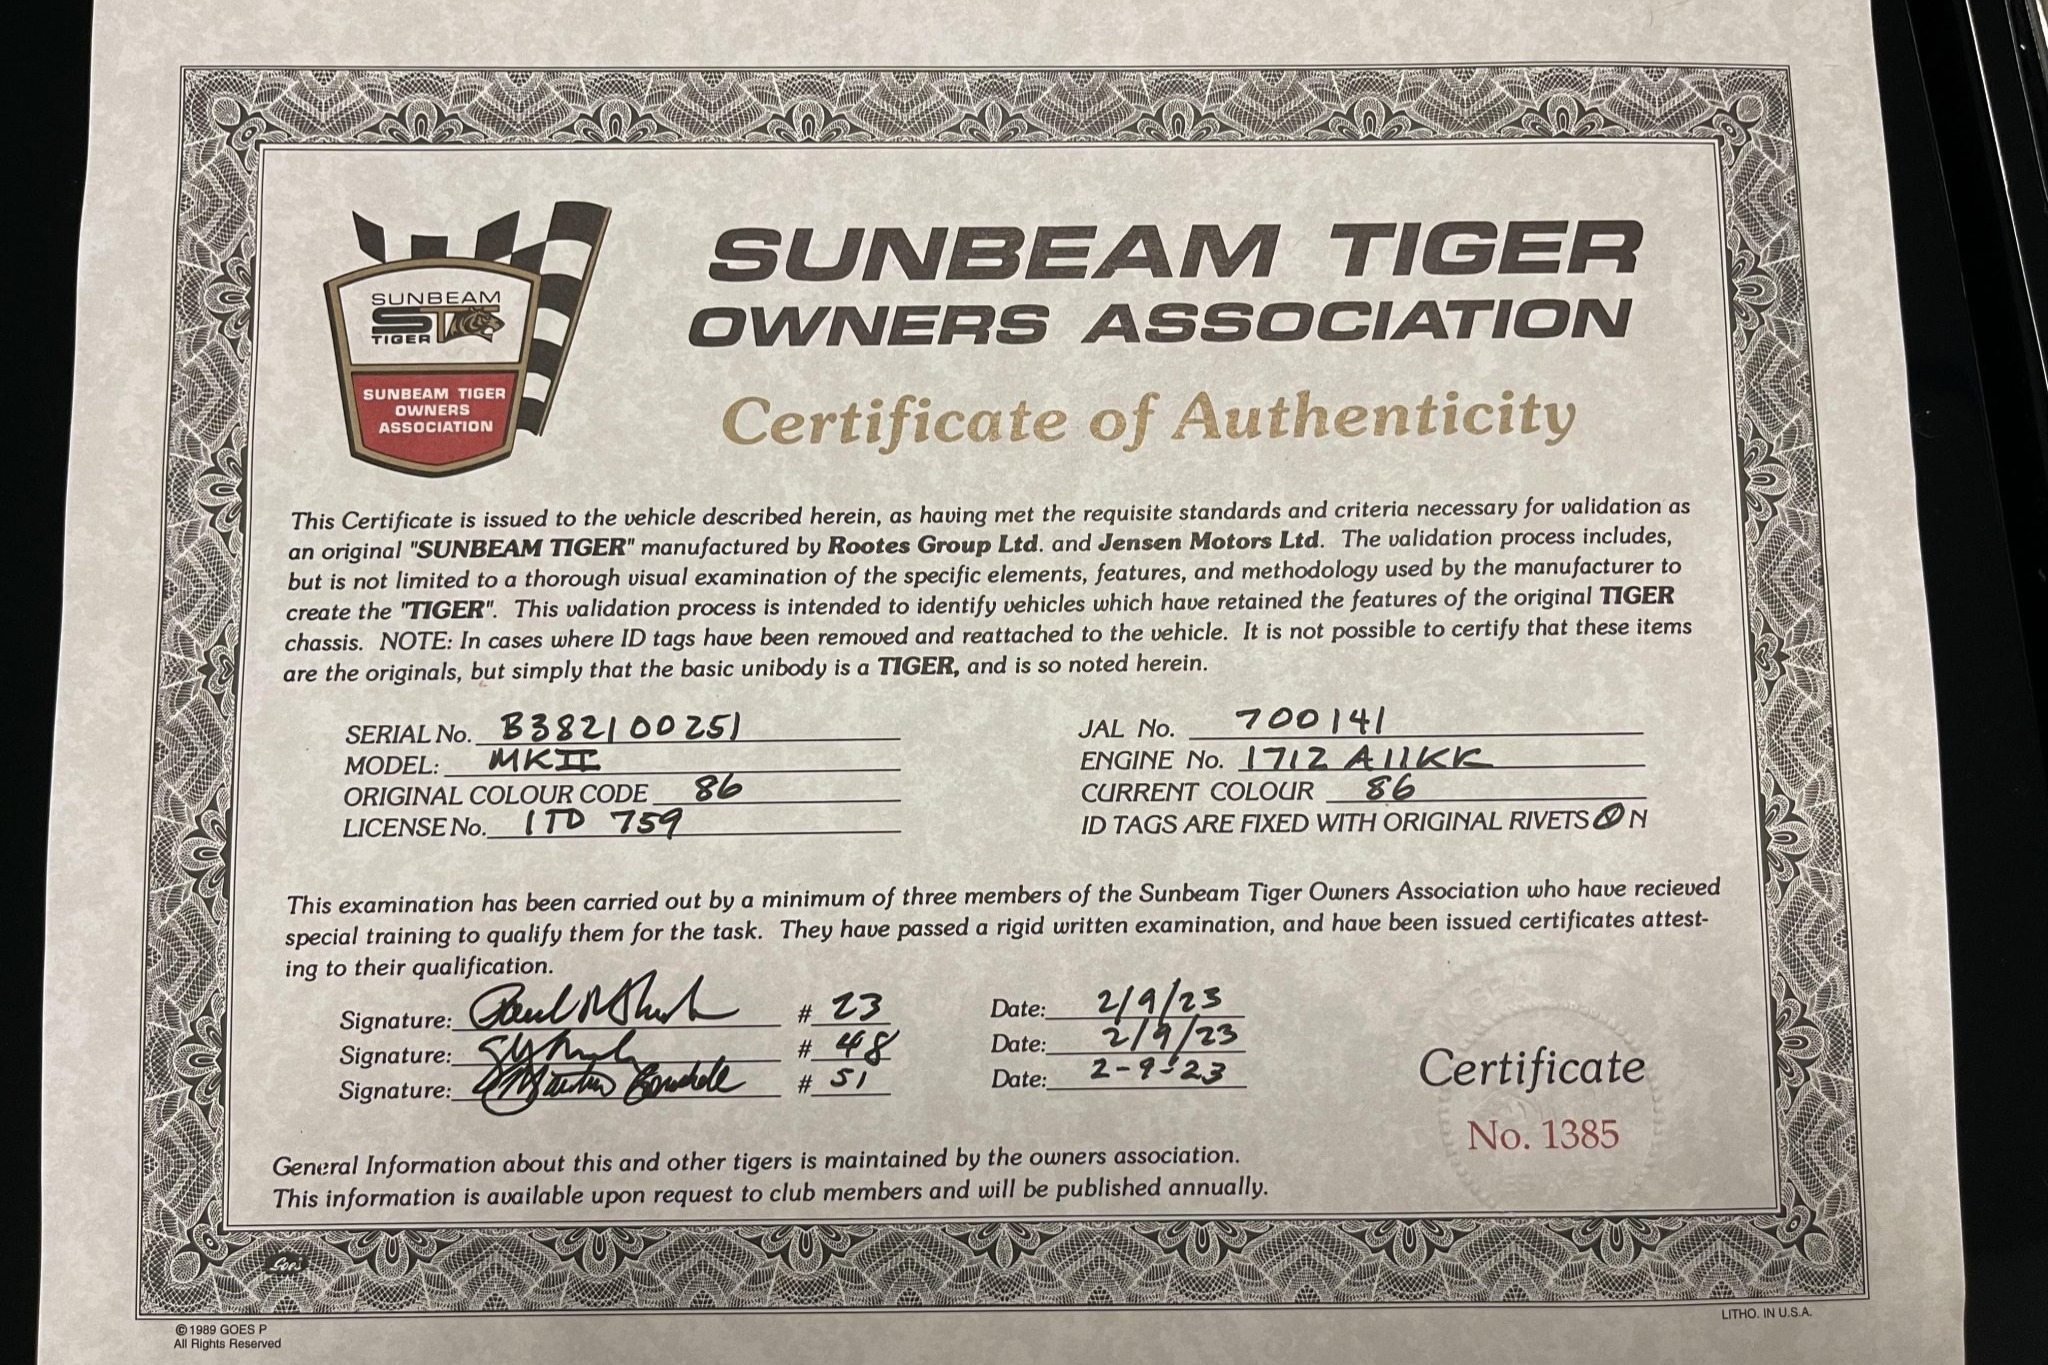 SUNBEAM TIGER
OWNERS ASSOCIATION
Certificate of Authenticity
SUNBEAM
ST
TIGER
SUNBEAM TIGER
OWNERS
ASSOCIATION
This Certificate is issued to the vehicle described herein, as having met the requisite standards and criteria necessary for validation as
an original "SUNBEAM TIGER" manufactured by Rootes Group Ltd. and Jensen Motors Ltd. The validation process includes,
but is not limited to a thorough visual examination of the specific elements, features, and methodology used by the manufacturer to
create the "TIGER". This validation process is intended to identify vehicles which have retained the features of the original TIGER
chassis. NOTE: In cases where ID tags have been removed and reattached to the vehicle. It is not possible to certify that these items
are the originals, but simply that the basic unibody is a TIGER, and is so noted herein.
SERIAL No. B382100251 JAL No. 700141
MODEL: MKII ENGINE No. 1712 A11KK
ORIGINAL COLOUR CODE 86 CURRENT COLOUR 86
LICENSE No. 1TD 759 ID TAGS ARE FIXED WITH ORIGINAL RIVETS Y N
This examination has been carried out by a minimum of three members of the Sunbeam Tiger Owners Association who have recieved
special training to qualify them for the task. They have passed a rigid written examination, and have been issued certificates attest-
ing to their qualification.
Signature: # 23 Date: 2/9/23
Signature: # 48 Date: 2/9/23
Signature: # 51 Date: 2-9-23
Certificate
No. 1385
General Information about this and other tigers is maintained by the owners association.
This information is available upon request to club members and will be published annually.
Goes
©1989 GOES P
All Rights Reserved
LITHO. IN U.S.A.